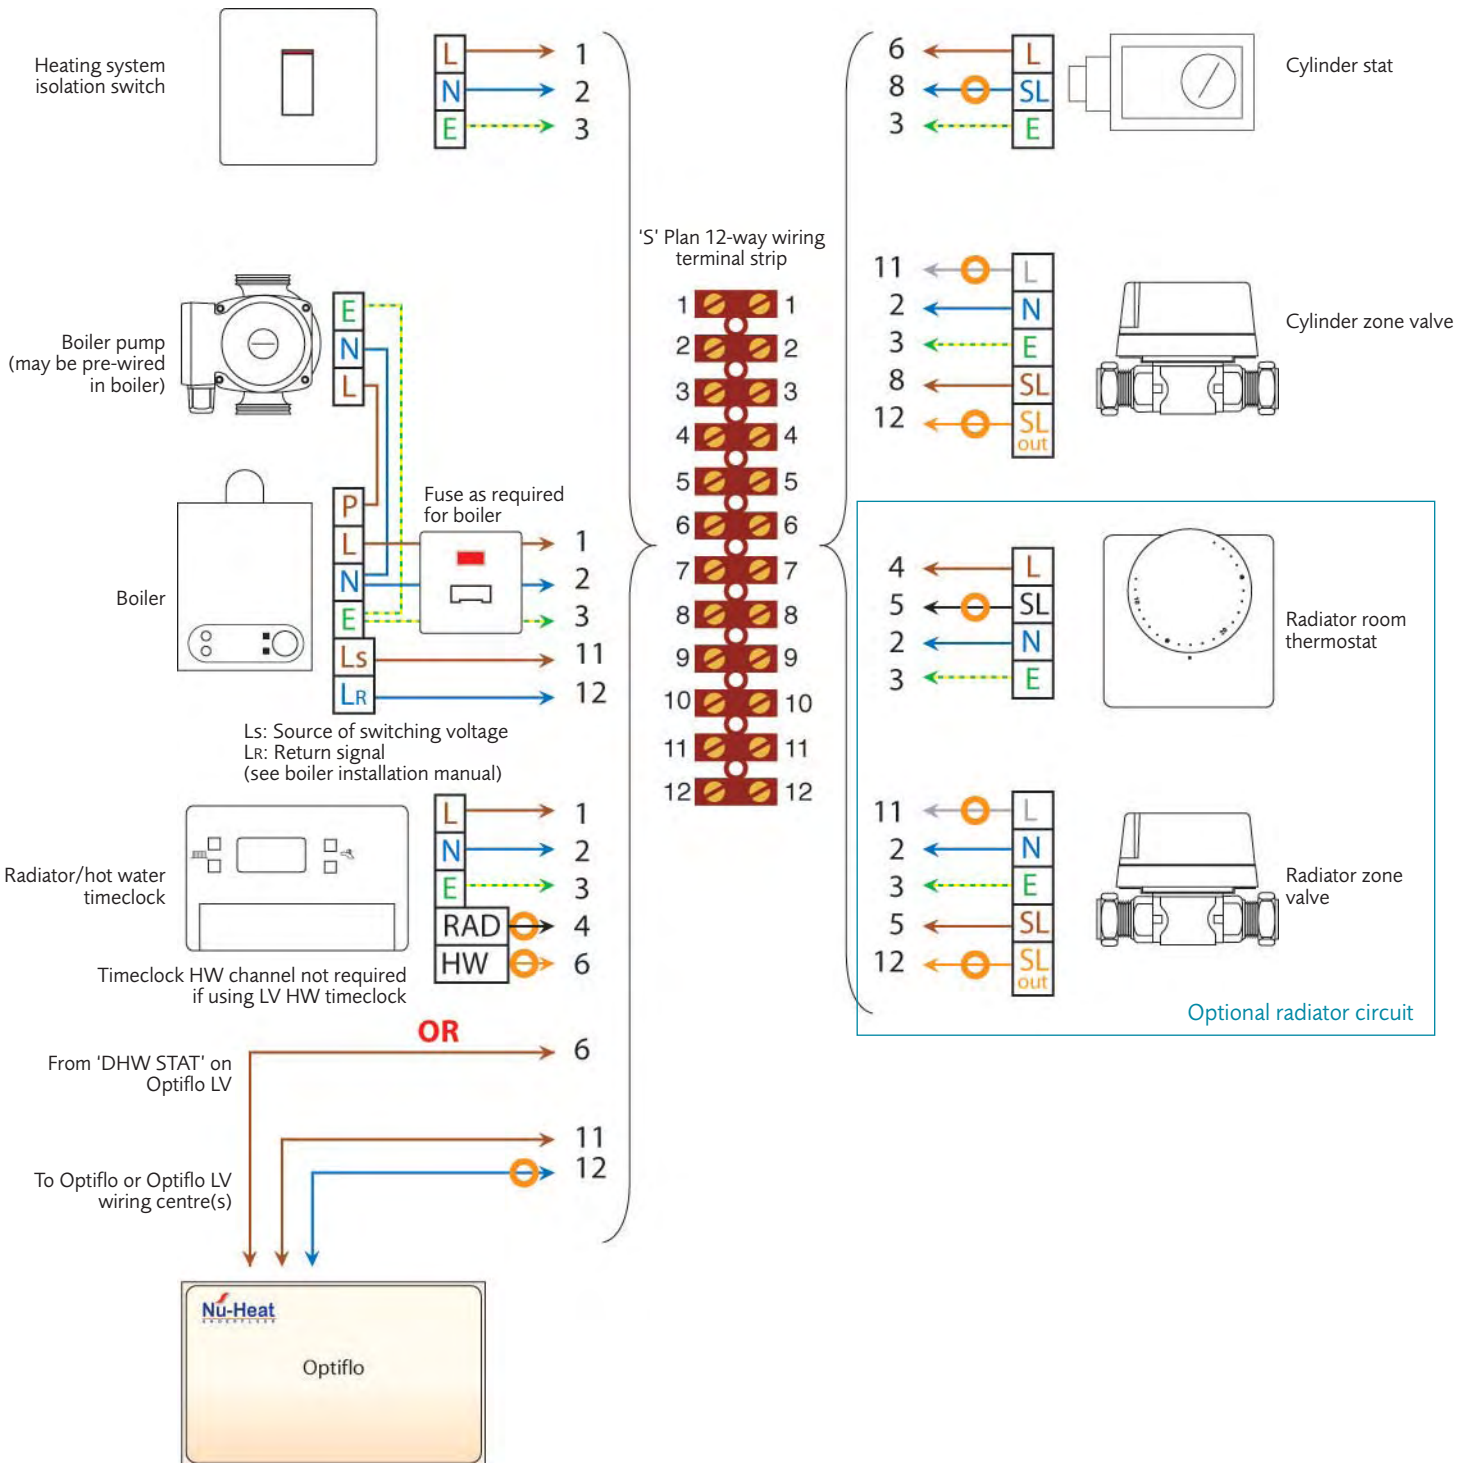 Heating system
isolation switch
L 1
N 2
E 3
Boiler pump
(may be pre-wired
in boiler)
E
N
L
Boiler
P
L
N
E
Ls
LR
Fuse as required
for boiler
1
2
3
11
12
Ls: Source of switching voltage
LR: Return signal
(see boiler installation manual)
Radiator/hot water
timeclock
L 1
N 2
E 3
RAD 4
HW 6
Timeclock HW channel not required
if using LV HW timeclock
OR
From 'DHW STAT' on
Optiflo LV
6
11
12
To Optiflo or Optiflo LV
wiring centre(s)
Nu-Heat
UNDERFLOOR
Optiflo
'S' Plan 12-way wiring
terminal strip
1 1
2 2
3 3
4 4
5 5
6 6
7 7
8 8
9 9
10 10
11 11
12 12
6 L
8 SL
3 E
Cylinder stat
11 L
2 N
3 E
8 SL
12 SL
out
Cylinder zone valve
4 L
5 SL
2 N
3 E
10
20
Radiator room
thermostat
11 L
2 N
3 E
5 SL
12 SL
out
Radiator zone
valve
Optional radiator circuit